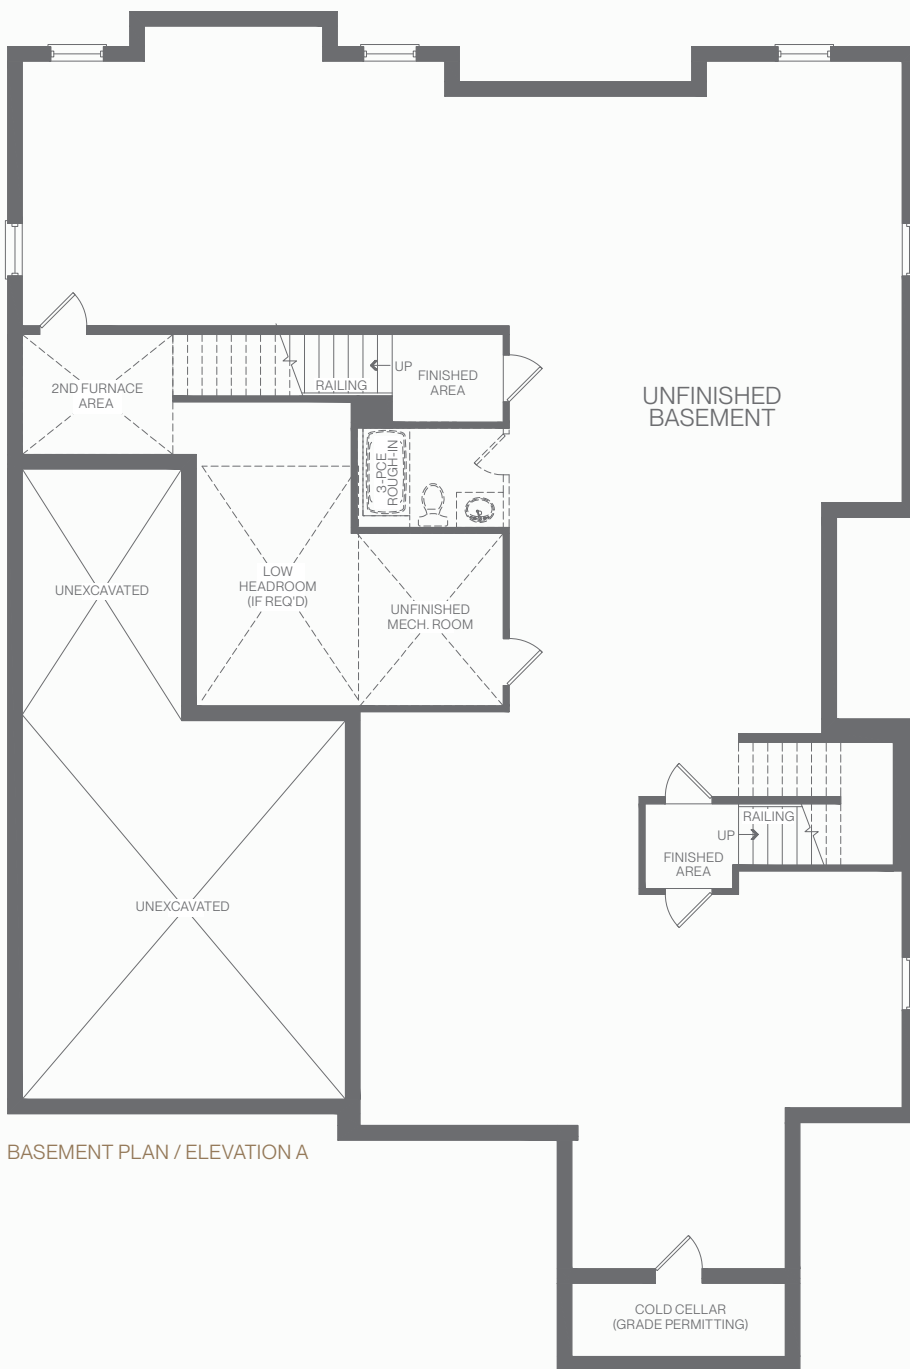 UP
RAILING
2ND FURNACE
AREA
FINISHED
AREA
UNFINISHED
BASEMENT
3-PCE
ROUGH-IN
UNEXCAVATED
LOW
HEADROOM
(IF REQ'D)
UNFINISHED
MECH. ROOM
RAILING
UP
FINISHED
AREA
UNEXCAVATED
BASEMENT PLAN / ELEVATION A
COLD CELLAR
(GRADE PERMITTING)